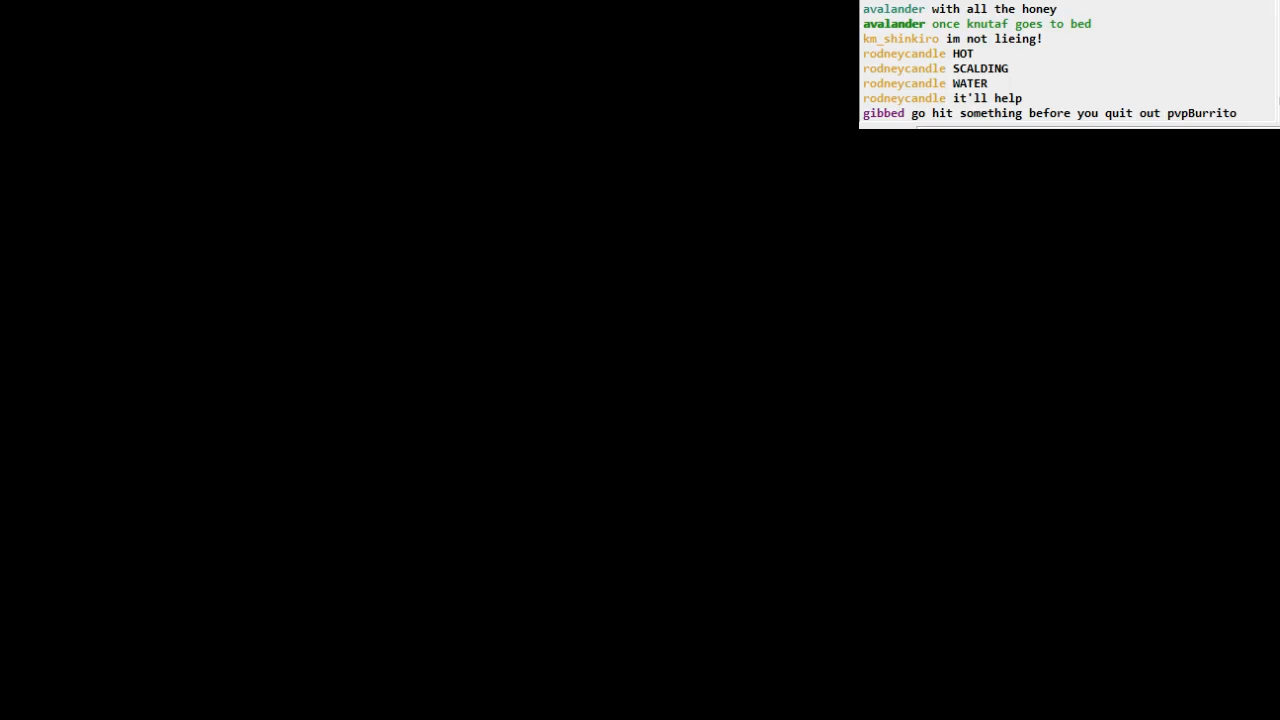 avalander with all the honey
avalander once knutaf goes to bed
km_shinkiro im not lieing!
rodneycandle HOT
rodneycandle SCALDING
rodneycandle WATER
rodneycandle it'll help
gibbed go hit something before you quit out pvpBurrito